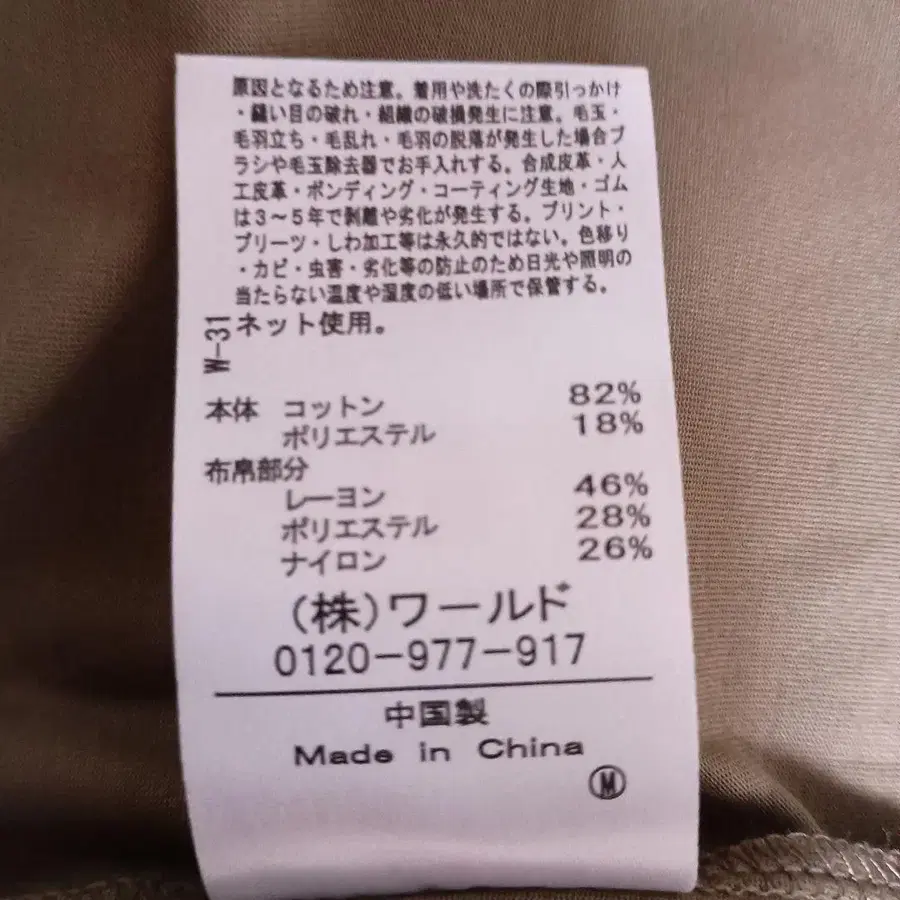 原因となるため注意。着用や洗たくの際引っかけ
・縫い目の破れ・組織の破損発生に注意。毛玉・
毛羽立ち・毛乱れ・毛羽の脱落が発生した場合ブ
ラシや毛玉除去器でお手入れする。合成皮革・人
工皮革・ボンディング・コーティング生地・ゴム
は3～5年で剥離や劣化が発生する。プリント・
プリーツ・しわ加工等は永久的ではない。色移り
・カビ・虫害・劣化等の防止のため日光や照明の
当たらない温度や湿度の低い場所で保管する。
W-31
ネット使用。
本体 コットン 82%
ポリエステル 18%
布帛部分
レーヨン 46%
ポリエステル 28%
ナイロン 26%
(株)ワールド
0120-977-917
中国製
Made in China
Ⓜ